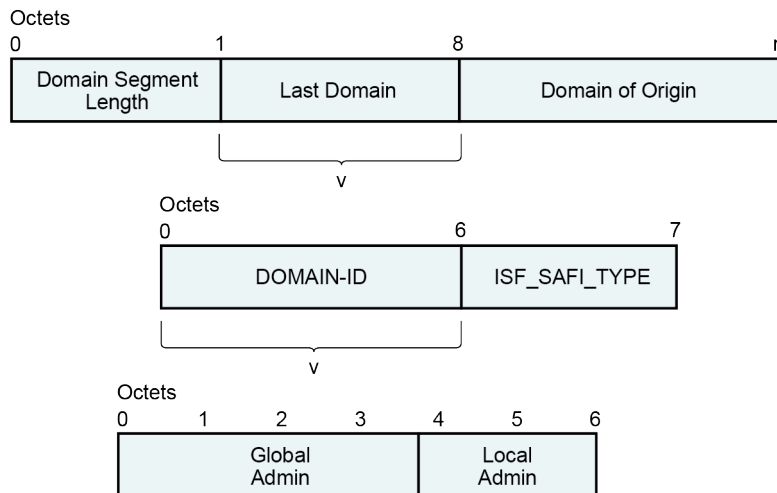 Octets
0 1 8
Domain Segment
Length
Last Domain
Domain of Origin
v
Octets
0 6 7
DOMAIN-ID
ISF_SAFI_TYPE
v
Octets
0 1 2 3 4 5 6
Global
Admin
Local
Admin